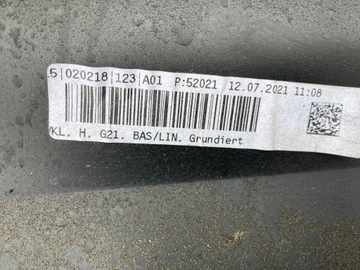 5|020218|123|A01 P:52021 12.07.2021 11:08
KL. H. G21. BAS/LIN. Grundiert